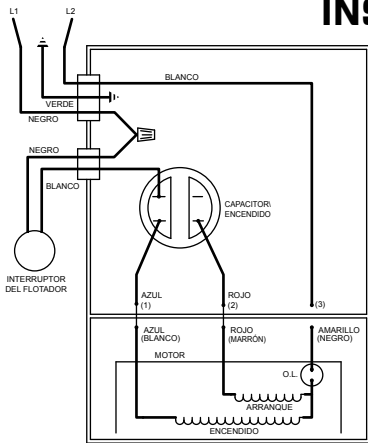 INS
L1
L2
BLANCO
VERDE
NEGRO
NEGRO
BLANCO
CAPACITOR\
ENCENDIDO
INTERRUPTOR
DEL FLOTADOR
AZUL
(1)
ROJO
(2)
(3)
AZUL
(BLANCO)
ROJO
(MARRÓN)
AMARILLO
(NEGRO)
MOTOR
O.L.
ARRANQUE
ENCENDIDO